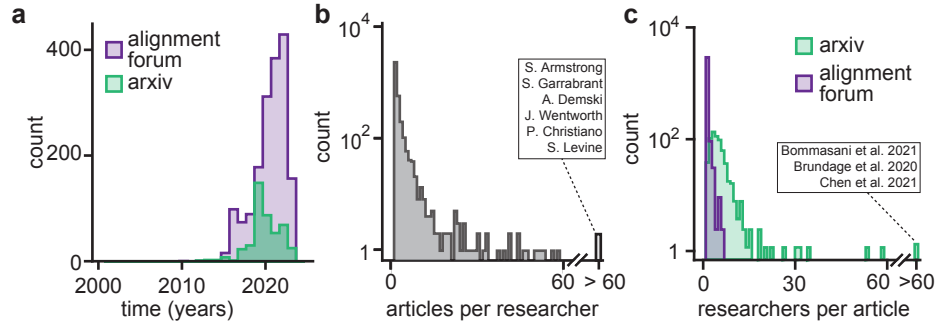 a
count
400
200
0
alignment
forum
arxiv
2000
2010
2020
time (years)
b
count
10^4
10^2
1
S. Armstrong
S. Garrabrant
A. Demski
J. Wentworth
P. Christiano
S. Levine
0
60
> 60
articles per researcher
c
count
10^4
10^2
1
arxiv
alignment
forum
Bommasani et al. 2021
Brundage et al. 2020
Chen et al. 2021
0
30
60
>60
researchers per article